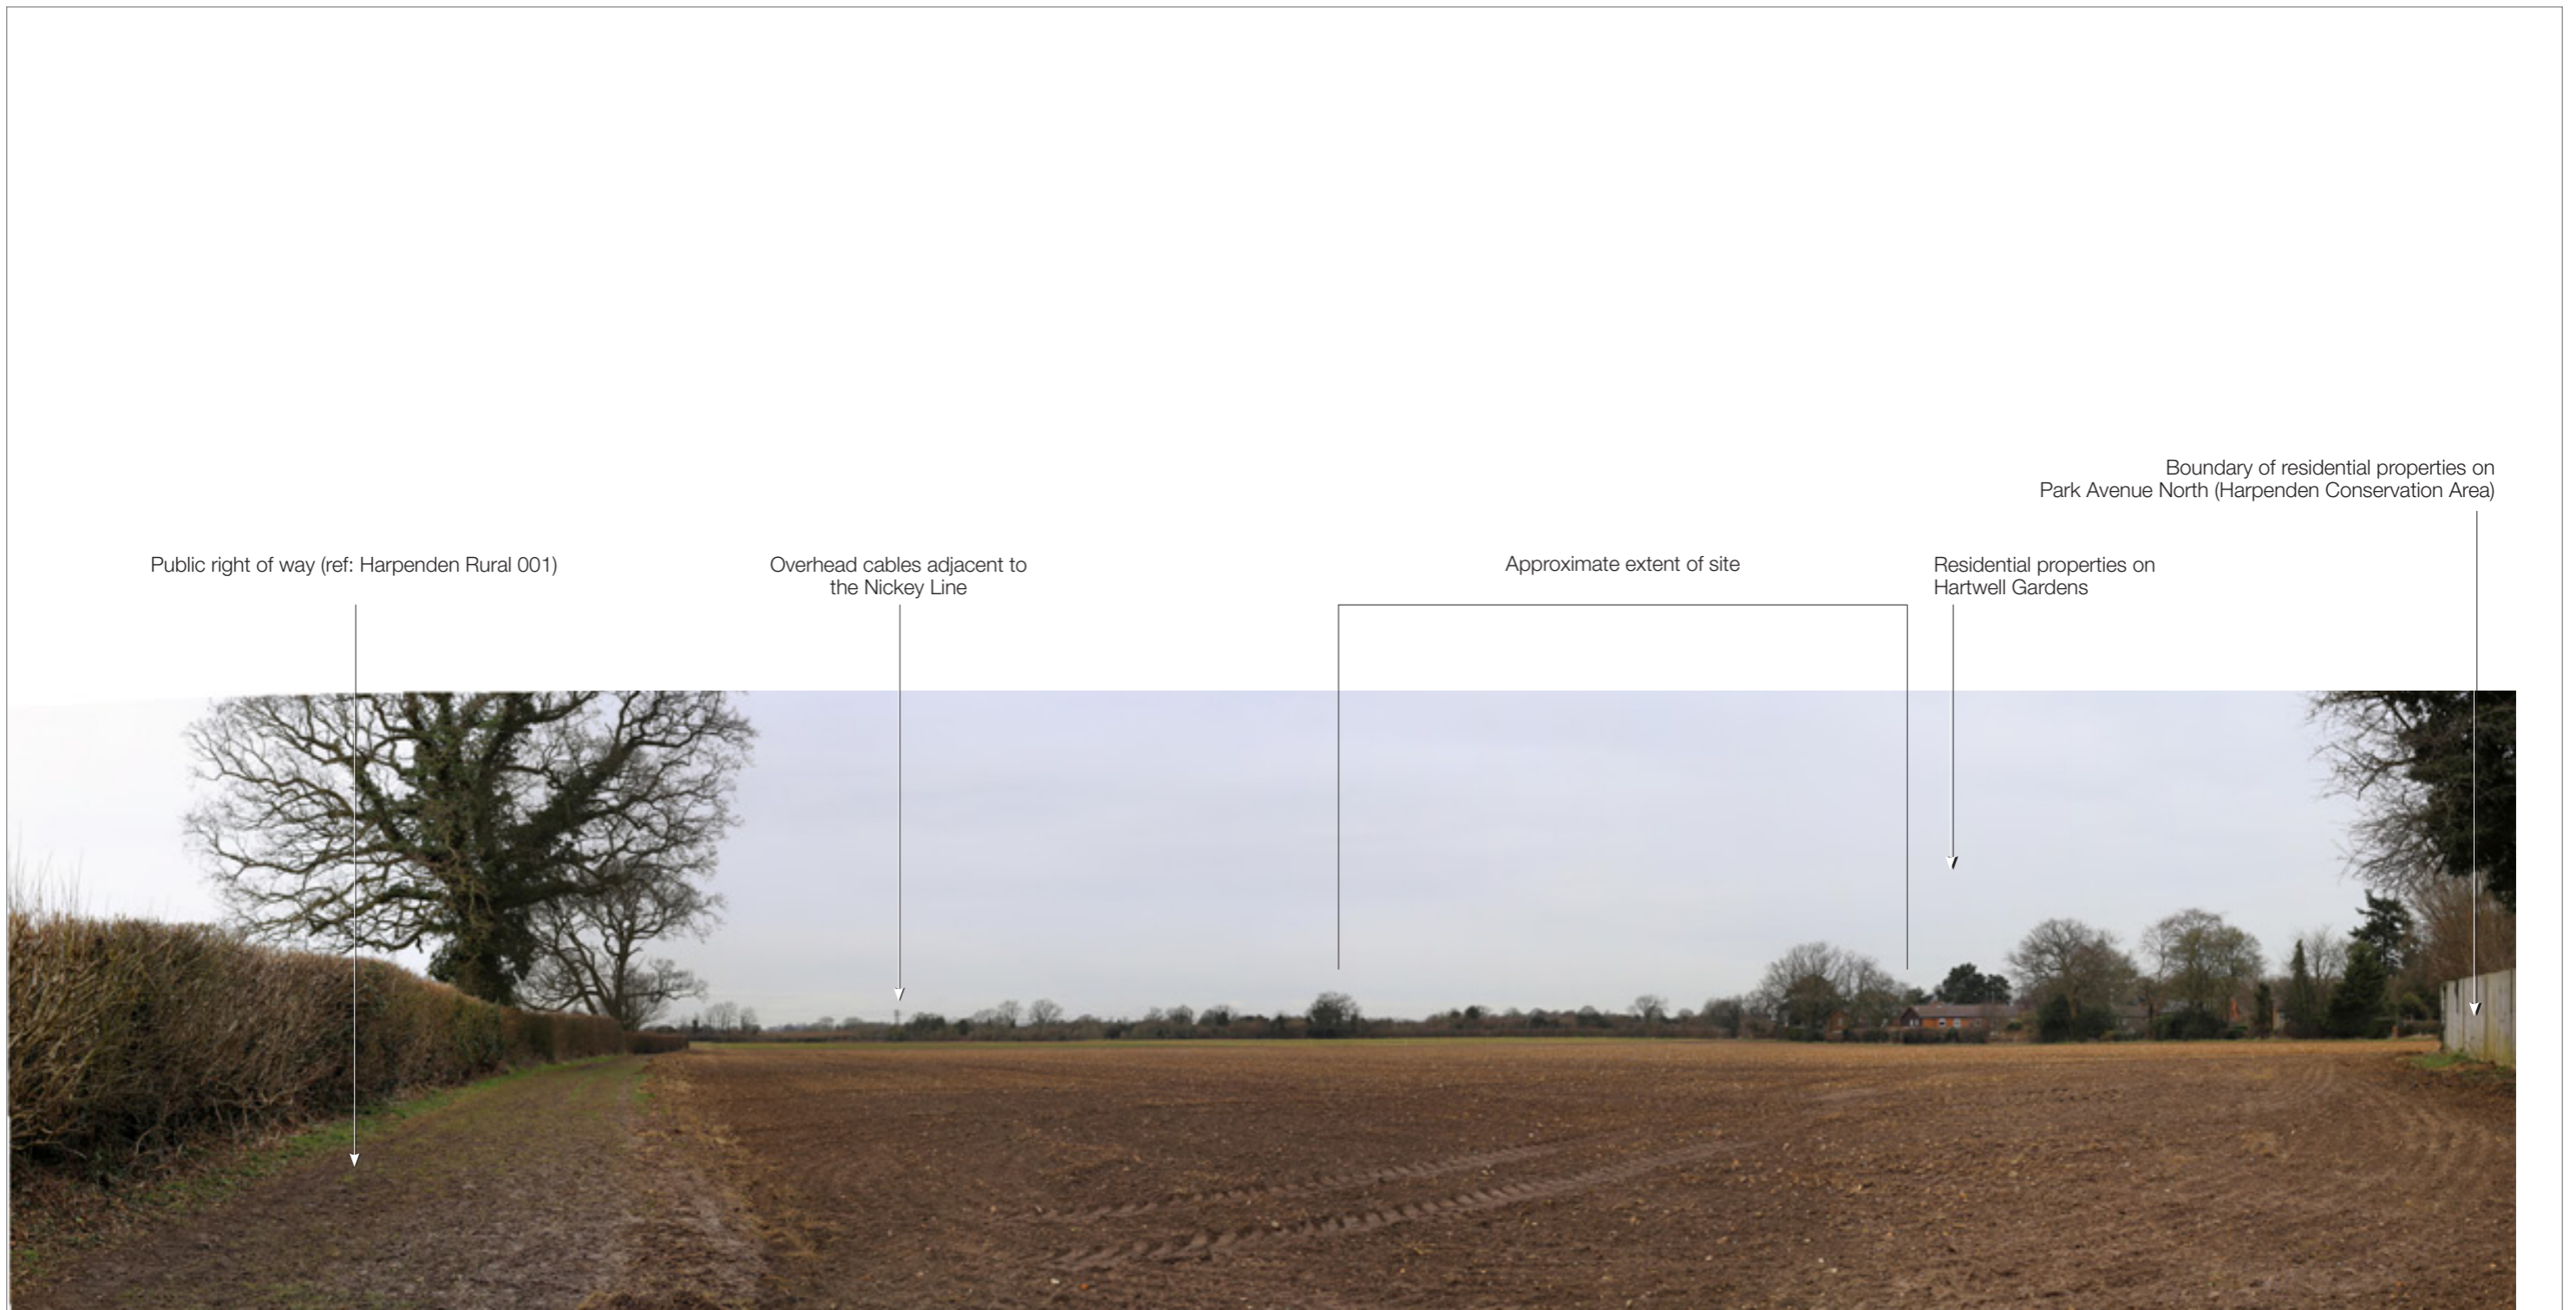 Boundary of residential properties on
Park Avenue North (Harpenden Conservation Area)
Public right of way (ref: Harpenden Rural 001)
Overhead cables adjacent to
the Nickey Line
Approximate extent of site
Residential properties on
Hartwell Gardens